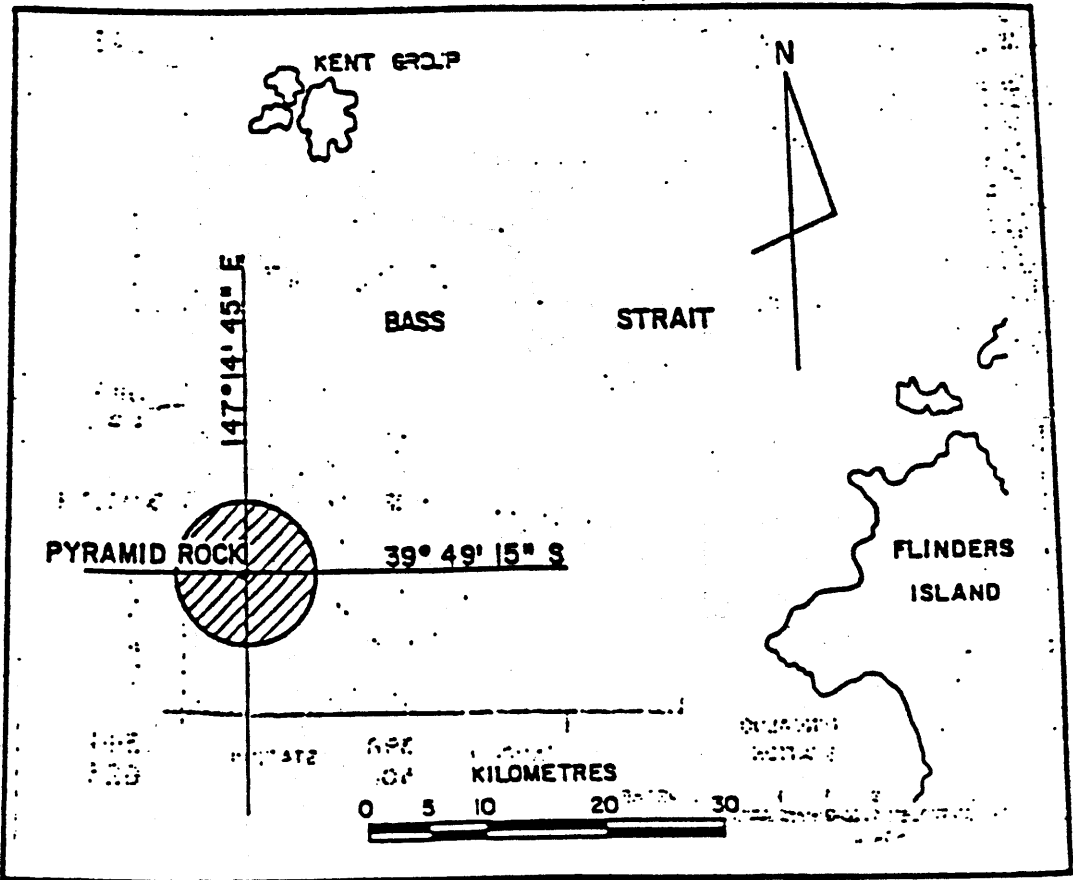 KENT GROUP
N
147° 14' 45" E
BASS STRAIT
PYRAMID ROCK
39° 49' 15" S
FLINDERS
ISLAND
KILOMETRES
0 5 10 20 30